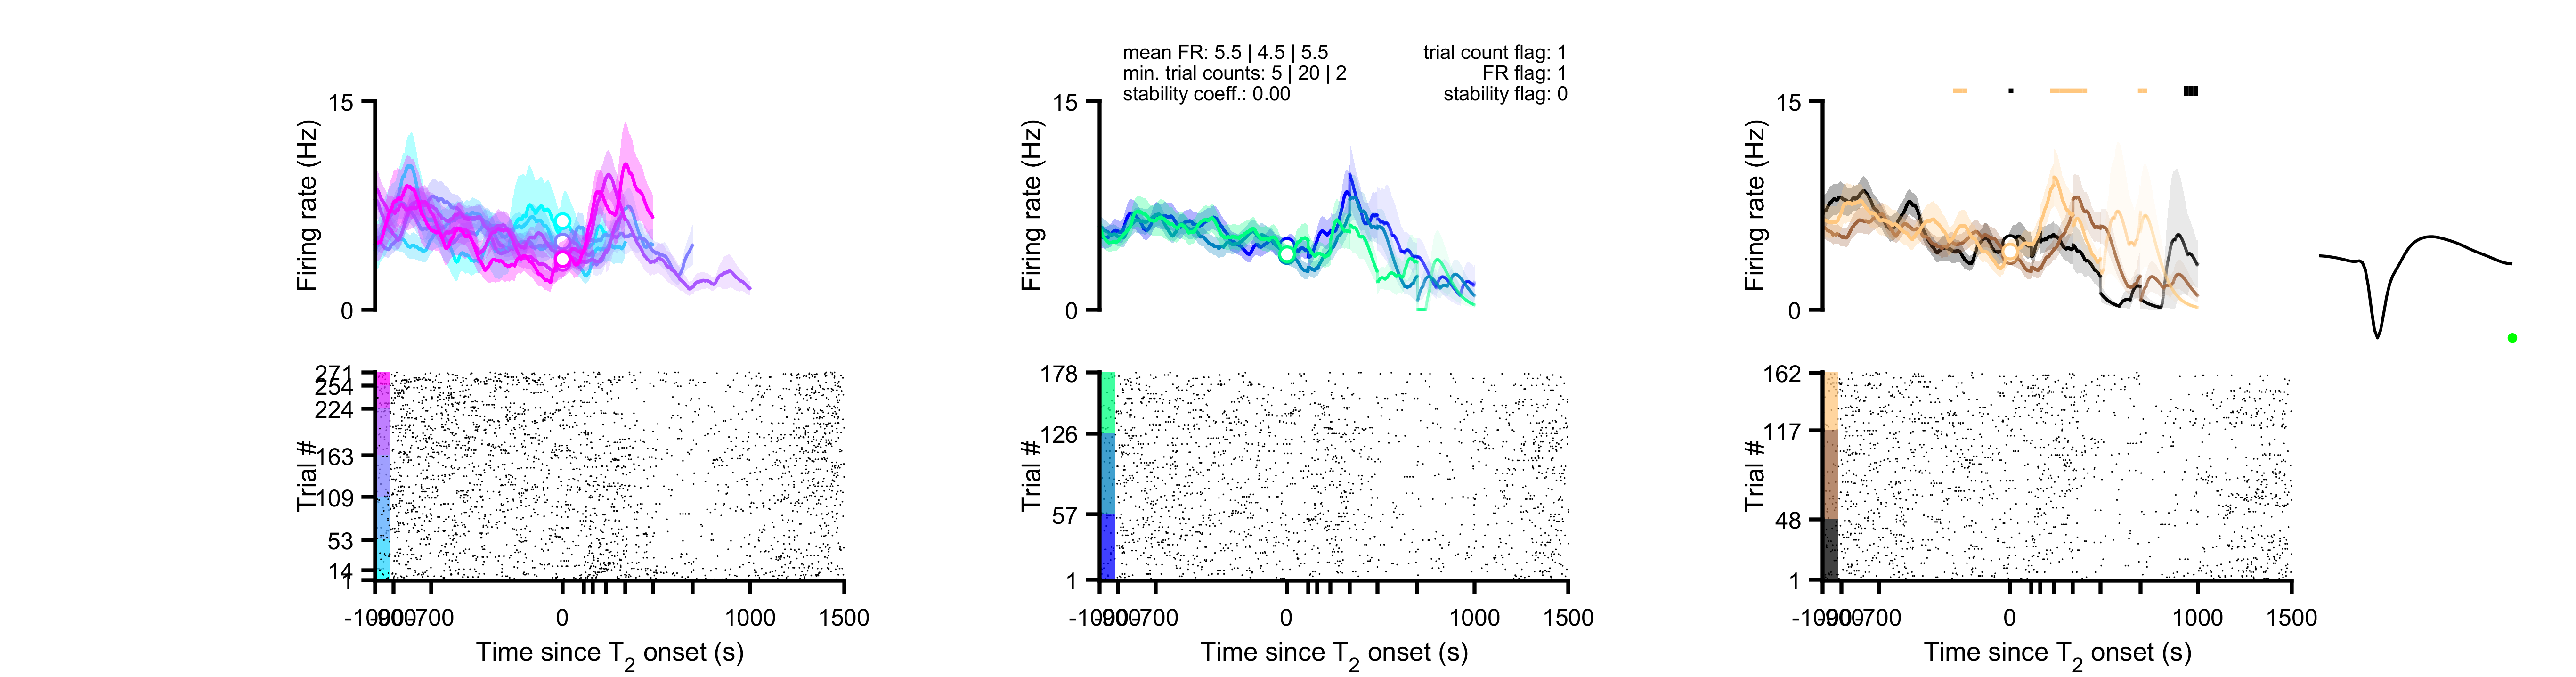 mean FR: 5.5 | 4.5 | 5.5
min. trial counts: 5 | 20 | 2
stability coeff.: 0.00
trial count flag: 1
FR flag: 1
stability flag: 0
15
Firing rate (Hz)
0
15
Firing rate (Hz)
0
15
Firing rate (Hz)
0
271
254
224
163
109
53
14
1
Trial #
0
1000
1500
Time since T2 onset (s)
178
126
57
1
Trial #
0
1000
1500
Time since T2 onset (s)
162
117
48
1
Trial #
0
1000
1500
Time since T2 onset (s)